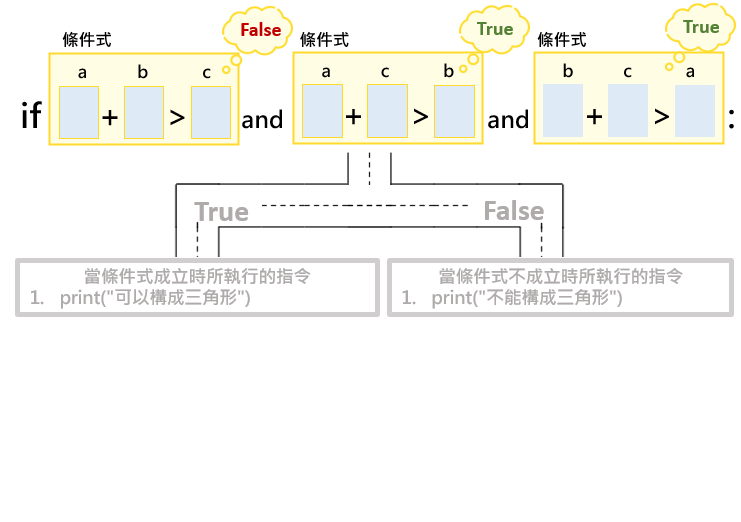 False
True
True
條件式
條件式
條件式
a b c
a c b
b c a
if + > and + > and + > :
True False
當條件式成立時所執行的指令
1. print("可以構成三角形")
當條件式不成立時所執行的指令
1. print("不能構成三角形")